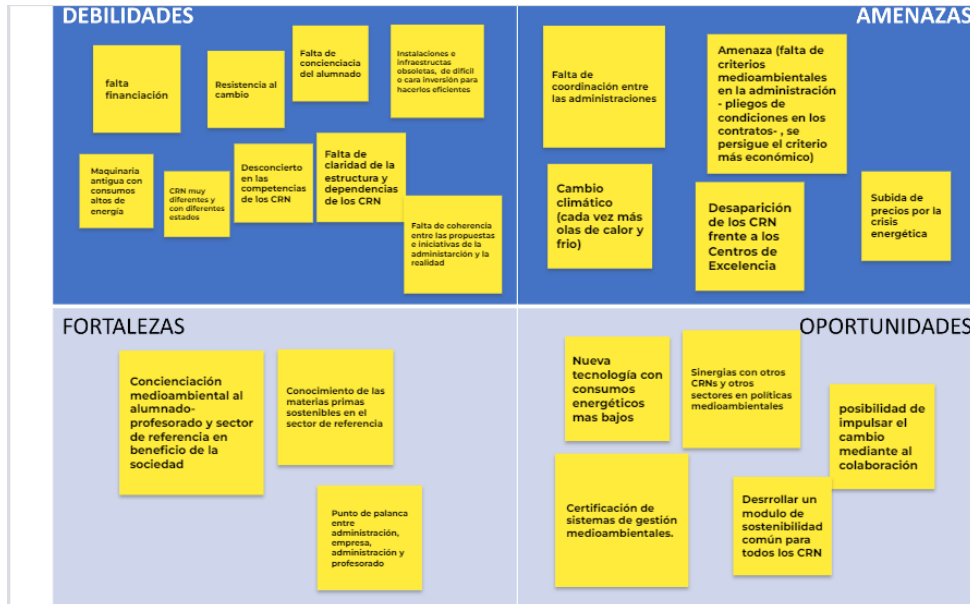 DEBILIDADES
falta
financiación
Resistencia al
cambio
Falta de
concienciacia
del alumnado
Instalaciones e
infraestructas
obsoletas, de difícil
o cara inversión para
hacerlos eficientes
Maquinaria
antigua con
consumos
altos de
energía
CRN muy
diferentes y
con diferentes
estados
Desconcierto
en las
competencias
de los CRN
Falta de
claridad de la
estructura y
dependencias
de los CRN
Falta de coherencia
entre las propuestas
e iniciativas de la
administarción y la
realidad
AMENAZAS
Falta de
coordinación entre
las administraciones
Amenaza (falta de
criterios
medioambientales
en la administración
- pliegos de
condiciones en los
contratos- , se
persigue el criterio
más económico)
Cambio
climático
(cada vez más
olas de calor y
frio)
Desaparición
de los CRN
frente a los
Centros de
Excelencia
Subida de
precios por la
crisis
energética
FORTALEZAS
Concienciación
medioambiental al
alumnado-
profesorado y sector
de referencia en
beneficio de la
sociedad
Conocimiento de las
materias primas
sostenibles en el
sector de referencia
Punto de palanca
entre
administración,
empresa,
administración y
profesorado
OPORTUNIDADES
Nueva
tecnología con
consumos
energéticos
mas bajos
Sinergias con otros
CRNs y otros
sectores en políticas
medioambientales
posibilidad de
impulsar el
cambio
mediante al
colaboración
Certificación de
sistemas de gestión
medioambientales.
Desrrollar un
modulo de
sostenibilidad
común para
todos los CRN